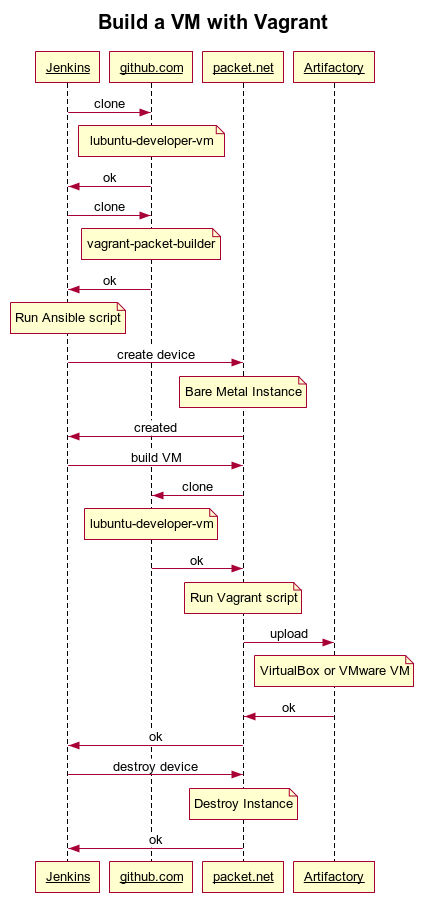 Build a VM with Vagrant
Jenkins github.com packet.net Artifactory
clone
lubuntu-developer-vm
ok
clone
vagrant-packet-builder
ok
Run Ansible script
create device
Bare Metal Instance
created
build VM
clone
lubuntu-developer-vm
ok
Run Vagrant script
upload
VirtualBox or VMware VM
ok
ok
destroy device
Destroy Instance
ok
Jenkins github.com packet.net Artifactory